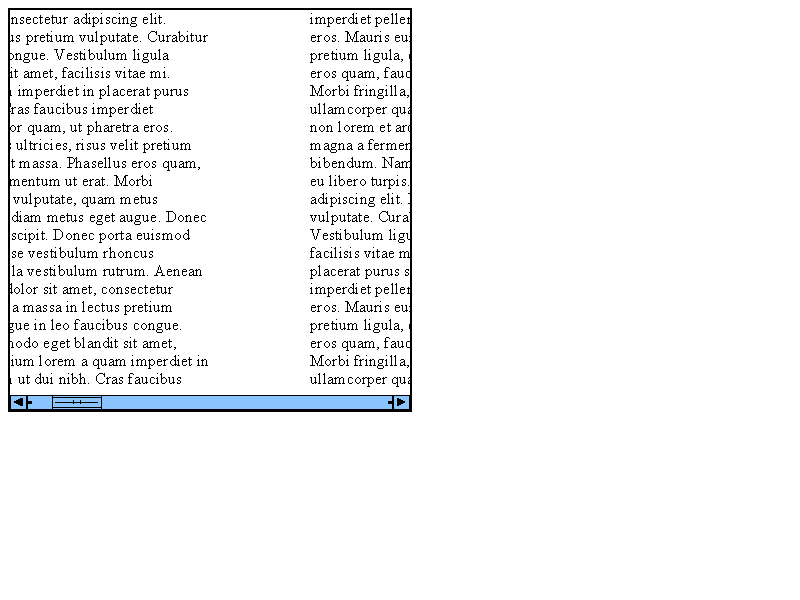 nsectetur adipiscing elit.
us pretium vulputate. Curabitur
ongue. Vestibulum ligula
it amet, facilisis vitae mi.
imperdiet in placerat purus
ras faucibus imperdiet
or quam, ut pharetra eros.
ultricies, risus velit pretium
t massa. Phasellus eros quam,
mentum ut erat. Morbi
vulputate, quam metus
diam metus eget augue. Donec
scipit. Donec porta euismod
se vestibulum rhoncus
la vestibulum rutrum. Aenean
dolor sit amet, consectetur
a massa in lectus pretium
gue in leo faucibus congue.
modo eget blandit sit amet,
ium lorem a quam imperdiet in
ut dui nibh. Cras faucibus
imperdiet peller
eros. Mauris eu
pretium ligula,
eros quam, fauc
Morbi fringilla,
ullamcorper qua
non lorem et arc
magna a fermen
bibendum. Nam
eu libero turpis.
adipiscing elit.
vulputate. Cura
Vestibulum ligu
facilisis vitae m
placerat purus s
imperdiet peller
eros. Mauris eu
pretium ligula,
eros quam, fauc
Morbi fringilla,
ullamcorper qua